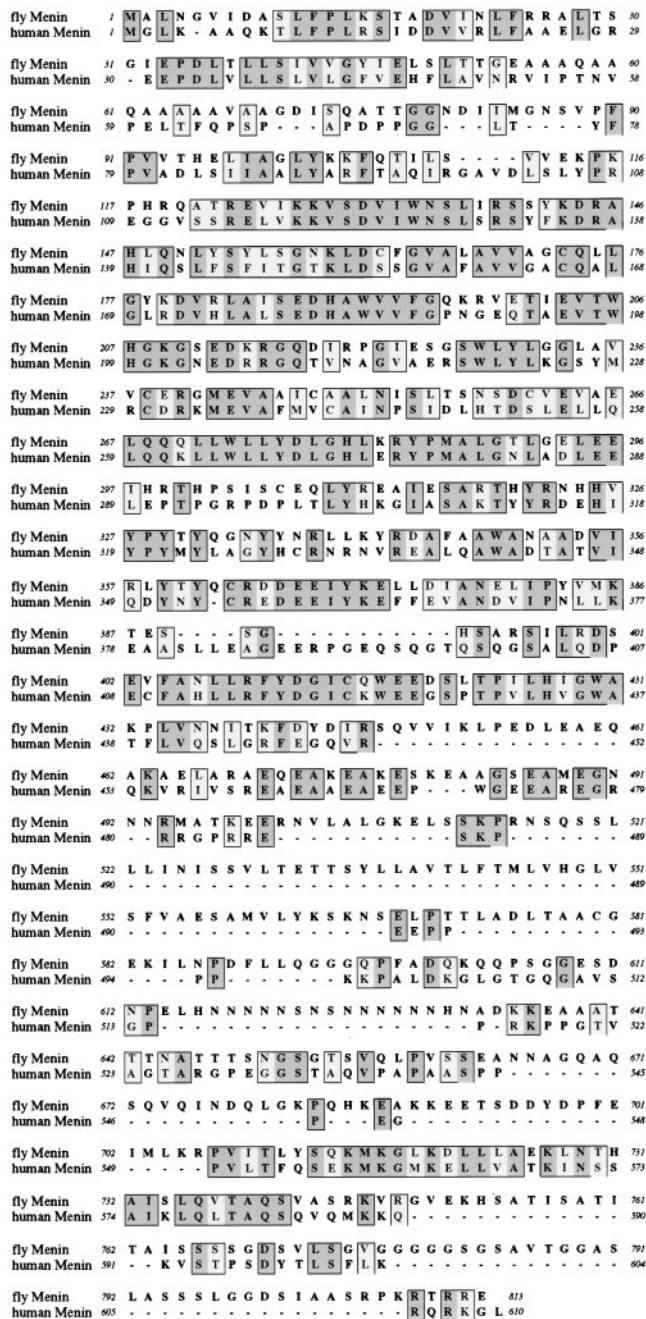 fly Menin 1 M A L N G V I D A S L F P L K S T A D V I N L F R R A L T S 30
human Menin 1 M G L K - A A Q K T L F P L R S I D D V V R L F A A E L G R 29
fly Menin 31 G I E P D L T L L S I V V G Y I E L S L T T G E A A A Q A A 60
human Menin 30 - E E P D L V L L S L V L G F V E H F L A V N R V I P T N V 58
fly Menin 61 Q A A A A A V A A G D I S Q A T T G G N D I I M G N S V P F 90
human Menin 59 P E L T F Q P S P - - - A P D P P G G - - - L T - - - - Y F 78
fly Menin 91 P V V T H E L I A G L Y K K F Q T I L S - - - - V V E K P K 116
human Menin 79 P V A D L S I I A A L Y A R F T A Q I R G A V D L S L Y P R 108
fly Menin 117 P H R Q A T R E V I K K V S D V I W N S L I R S S Y K D R A 146
human Menin 109 E G G V S S R E L V K K V S D V I W N S L S R S Y F K D R A 138
fly Menin 147 H L Q N L Y S Y L S G N K L D C F G V A L A V V A G C Q L L 176
human Menin 139 H I Q S L F S F I T G T K L D S S G V A F A V V G A C Q A L 168
fly Menin 177 G Y K D V R L A I S E D H A W V V F G Q K R V E T I E V T W 206
human Menin 169 G L R D V H L A L S E D H A W V V F G P N G E Q T A E V T W 198
fly Menin 207 H G K G S E D K R G Q D I R P G I E S G S W L Y L G G L A V 236
human Menin 199 H G K G N E D R R G Q T V N A G V A E R S W L Y L K G S Y M 228
fly Menin 237 V C E R G M E V A A I C A A L N I S L T S N S D C V E V A E 266
human Menin 229 R C D R K M E V A F M V C A I N P S I D L H T D S L E L L Q 258
fly Menin 267 L Q Q Q L L W L L Y D L G H L K R Y P M A L G T L G E L E E 296
human Menin 259 L Q Q K L L W L L Y D L G H L E R Y P M A L G N L A D L E E 288
fly Menin 297 I H R T H P S I S C E Q L Y R E A I E S A R T H Y R N H H V 326
human Menin 289 L E P T P G R P D P L T L Y H K G I A S A K T Y Y R D E H I 318
fly Menin 327 Y P Y T Y Q G N Y Y N R L L K Y R D A F A A W A N A A D V I 356
human Menin 319 Y P Y M Y L A G Y H C R N R N V R E A L Q A W A D T A T V I 348
fly Menin 357 R L Y T Y Q C R D D E E I Y K E L L D I A N E L I P Y V M K 386
human Menin 349 Q D Y N Y - C R E D E E I Y K E F F E V A N D V I P N L L K 377
fly Menin 387 T E S - - - - S G - - - - - - - - - - - H S A R S I L R D S 401
human Menin 378 E A A S L L E A G E E R P G E Q S Q G T Q S Q G S A L Q D P 407
fly Menin 402 E V F A N L L R F Y D G I C Q W E E D S L T P I L H I G W A 431
human Menin 408 E C F A H L L R F Y D G I C K W E E G S P T P V L H V G W A 437
fly Menin 432 K P L V N N I T K F D Y D I R S Q V V I K L P E D L E A E Q 461
human Menin 438 T F L V Q S L G R F E G Q V R - - - - - - - - - - - - - - - 452
fly Menin 462 A K A E L A R A E Q E A K E A K E S K E A A G S E A M E G N 491
human Menin 453 Q K V R I V S R E A E A A E A E E P - - - W G E E A R E G R 479
fly Menin 492 N N R M A T K E E R N V L A L G K E L S S K P R N S Q S S L 521
human Menin 480 - - R R G P R R E - - - - - - - - - - - S K P - - - - - - - 489
fly Menin 522 L L I N I S S V L T E T T S Y L L A V T L F T M L V H G L V 551
human Menin 490 - - - - - - - - - - - - - - - - - - - - - - - - - - - - - - 489
fly Menin 552 S F V A E S A M V L Y K S K N S E L P T T L A D L T A A C G 581
human Menin 490 - - - - - - - - - - - - - - - - E E P P - - - - - - - - - - 493
fly Menin 582 E K I L N P D F L L Q G G G G Q P F A D Q K Q Q P S G G E S D 611
human Menin 494 - - - - P P - - - - - - - K K P A L D K G L G T G Q G A V S 512
fly Menin 612 N P E L H N N N N N S N S N N N N N N H N A D K K E A A A T 641
human Menin 513 G P - - - - - - - - - - - - - - - - - - - P - R K P P G T V 522
fly Menin 642 T T N A T T T S N G S G T S V Q L P V S S E A N N A G Q A Q 671
human Menin 523 A G T A R G P E G G S T A Q V P A P A A S P P - - - - - - - 545
fly Menin 672 S Q V Q I N D Q L G K P Q H K E A K K E E T S D D Y D P F E 701
human Menin 546 - - - - - - - - - - - P - - - E G - - - - - - - - - - - - - 548
fly Menin 702 I M L K R P V I T L Y S Q K M K G L K D L L L A E K L N T H 731
human Menin 549 - - - - - P V L T F Q S E K M K G M K E L L V A T K I N S S 573
fly Menin 732 A I S L Q V T A Q S V A S R K V R G V E K H S A T I S A T I 761
human Menin 574 A I K L Q L T A Q S Q V Q M K K Q - - - - - - - - - - - - - 590
fly Menin 762 T A I S S S S G D S V L S G V G G G G G S G S A V T G G A S 791
human Menin 591 - - K V S T P S D Y T L S F L K - - - - - - - - - - - - - - 604
fly Menin 792 L A S S S L G G D S I A A S R P K R T R R E 813
human Menin 605 - - - - - - - - - - - - - - - - - R Q R K G L 610